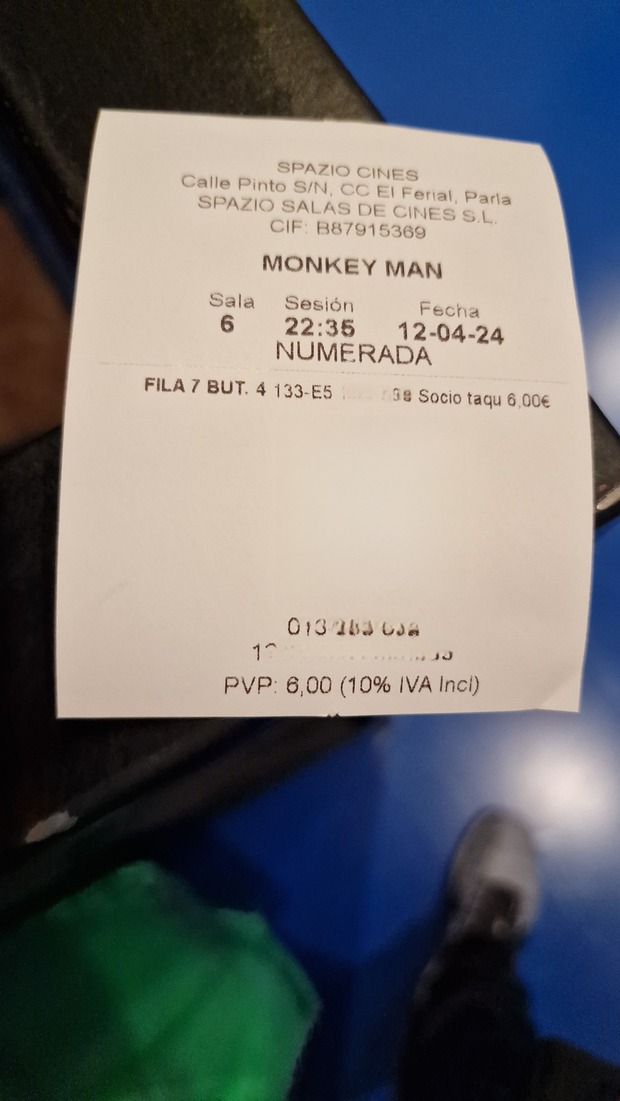 SPAZIO CINES
Calle Pinto S/N, CC El Ferial, Parla
SPAZIO SALAS DE CINES S.L.
CIF: B87915369
MONKEY MAN
Sala Sesión Fecha
6 22:35 12-04-24
NUMERADA
FILA 7 BUT. 4 133-E5 Socio taqu 6,00€
PVP: 6,00 (10% IVA Incl)